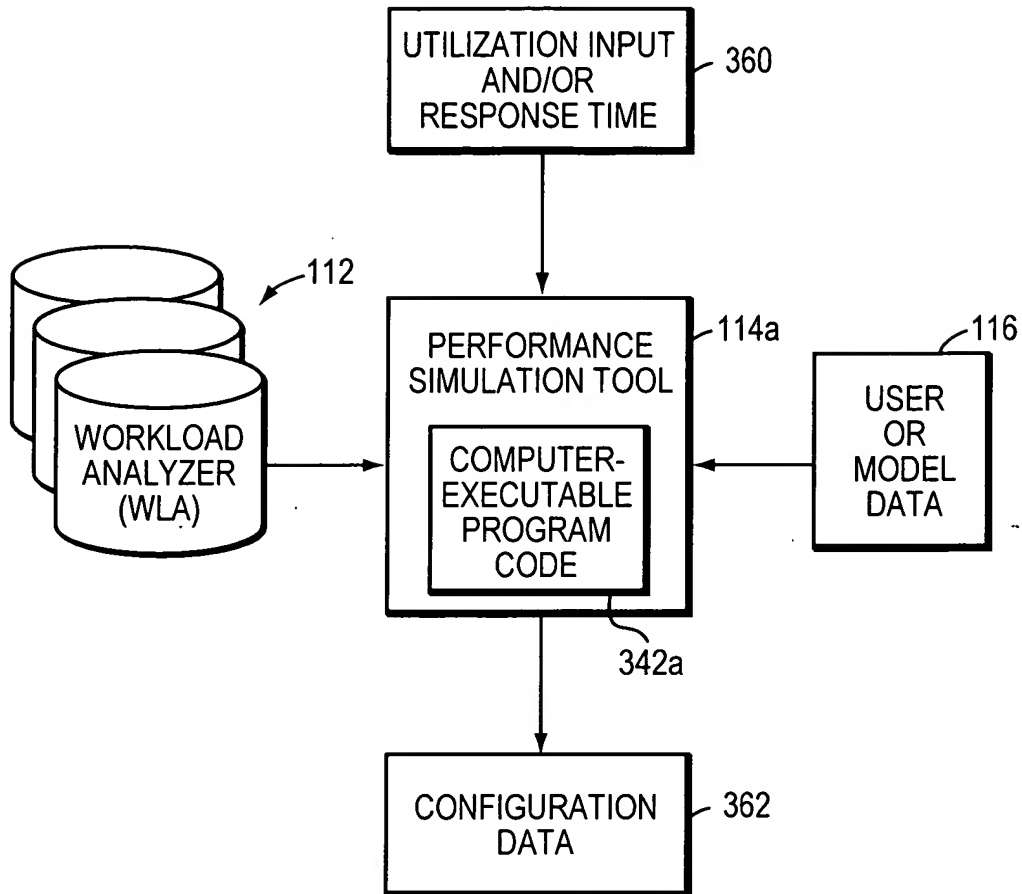 UTILIZATION INPUT
AND/OR
RESPONSE TIME
360
112
WORKLOAD
ANALYZER
(WLA)
PERFORMANCE
SIMULATION TOOL
114a
COMPUTER-
EXECUTABLE
PROGRAM
CODE
342a
116
USER
OR
MODEL
DATA
CONFIGURATION
DATA
362